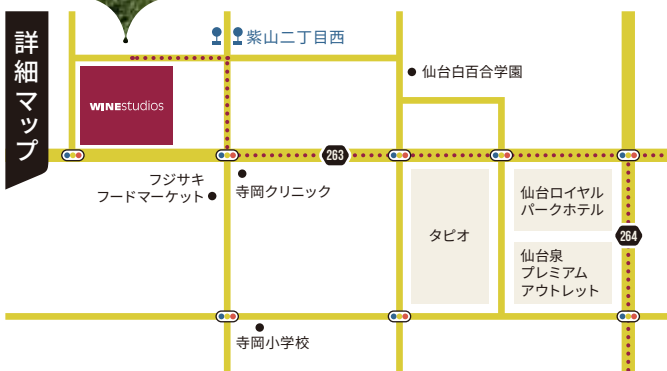 詳細マップ
紫山二丁目西
仙台白百合学園
WINEstudios
263
フジサキ
フードマーケット
寺岡クリニック
タピオ
仙台ロイヤル
パークホテル
264
仙台泉
プレミアム
アウトレット
寺岡小学校